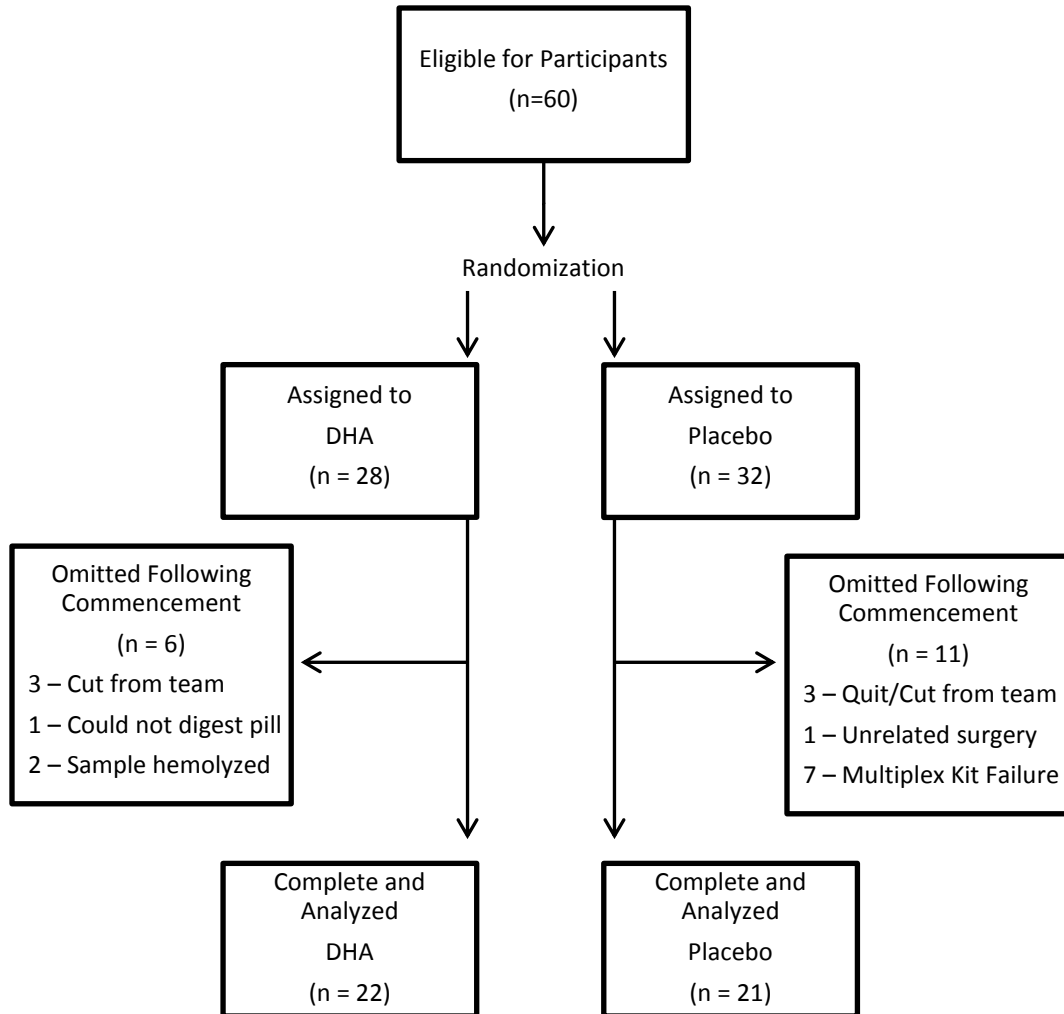 Eligible for Participants
(n=60)
Randomization
Assigned to
DHA
(n = 28)
Assigned to
Placebo
(n = 32)
Omitted Following
Commencement
(n = 6)
3 – Cut from team
1 – Could not digest pill
2 – Sample hemolyzed
Omitted Following
Commencement
(n = 11)
3 – Quit/Cut from team
1 – Unrelated surgery
7 – Multiplex Kit Failure
Complete and
Analyzed
DHA
(n = 22)
Complete and
Analyzed
Placebo
(n = 21)